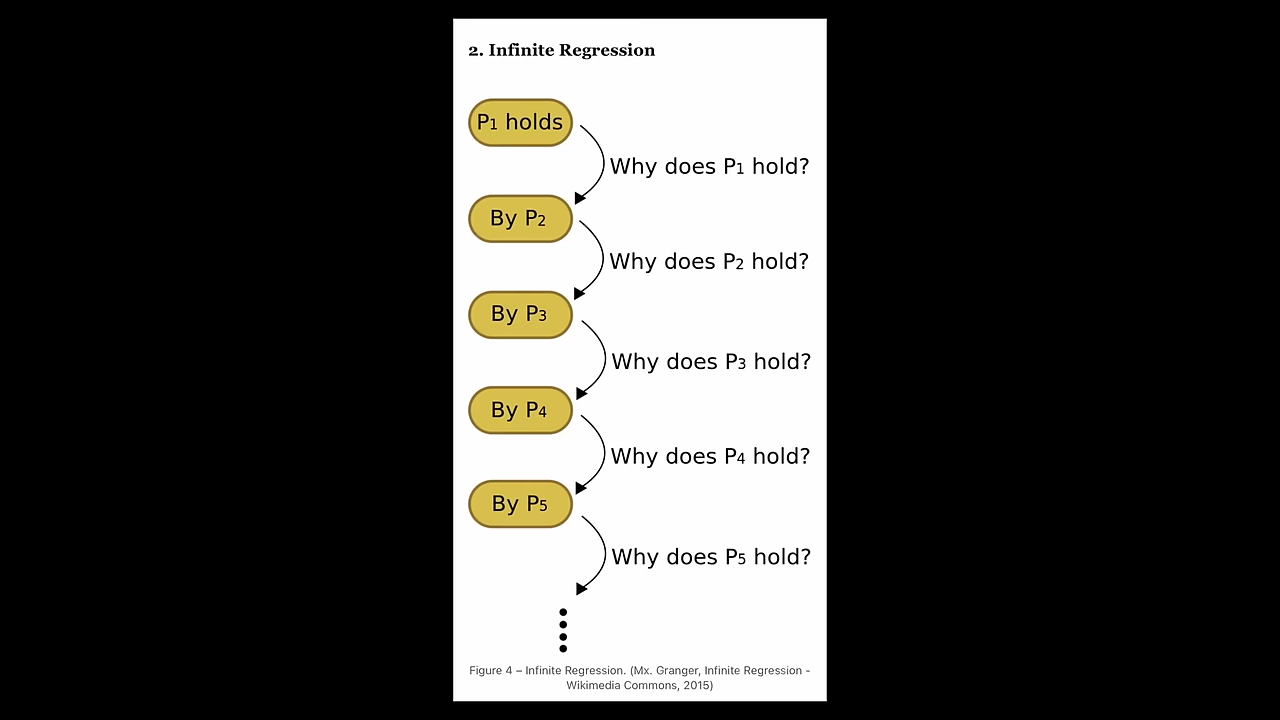 2. Infinite Regression
P1 holds
Why does P1 hold?
By P2
Why does P2 hold?
By P3
Why does P3 hold?
By P4
Why does P4 hold?
By P5
Why does P5 hold?
Figure 4 – Infinite Regression. (Mx. Granger, Infinite Regression -
Wikimedia Commons, 2015)